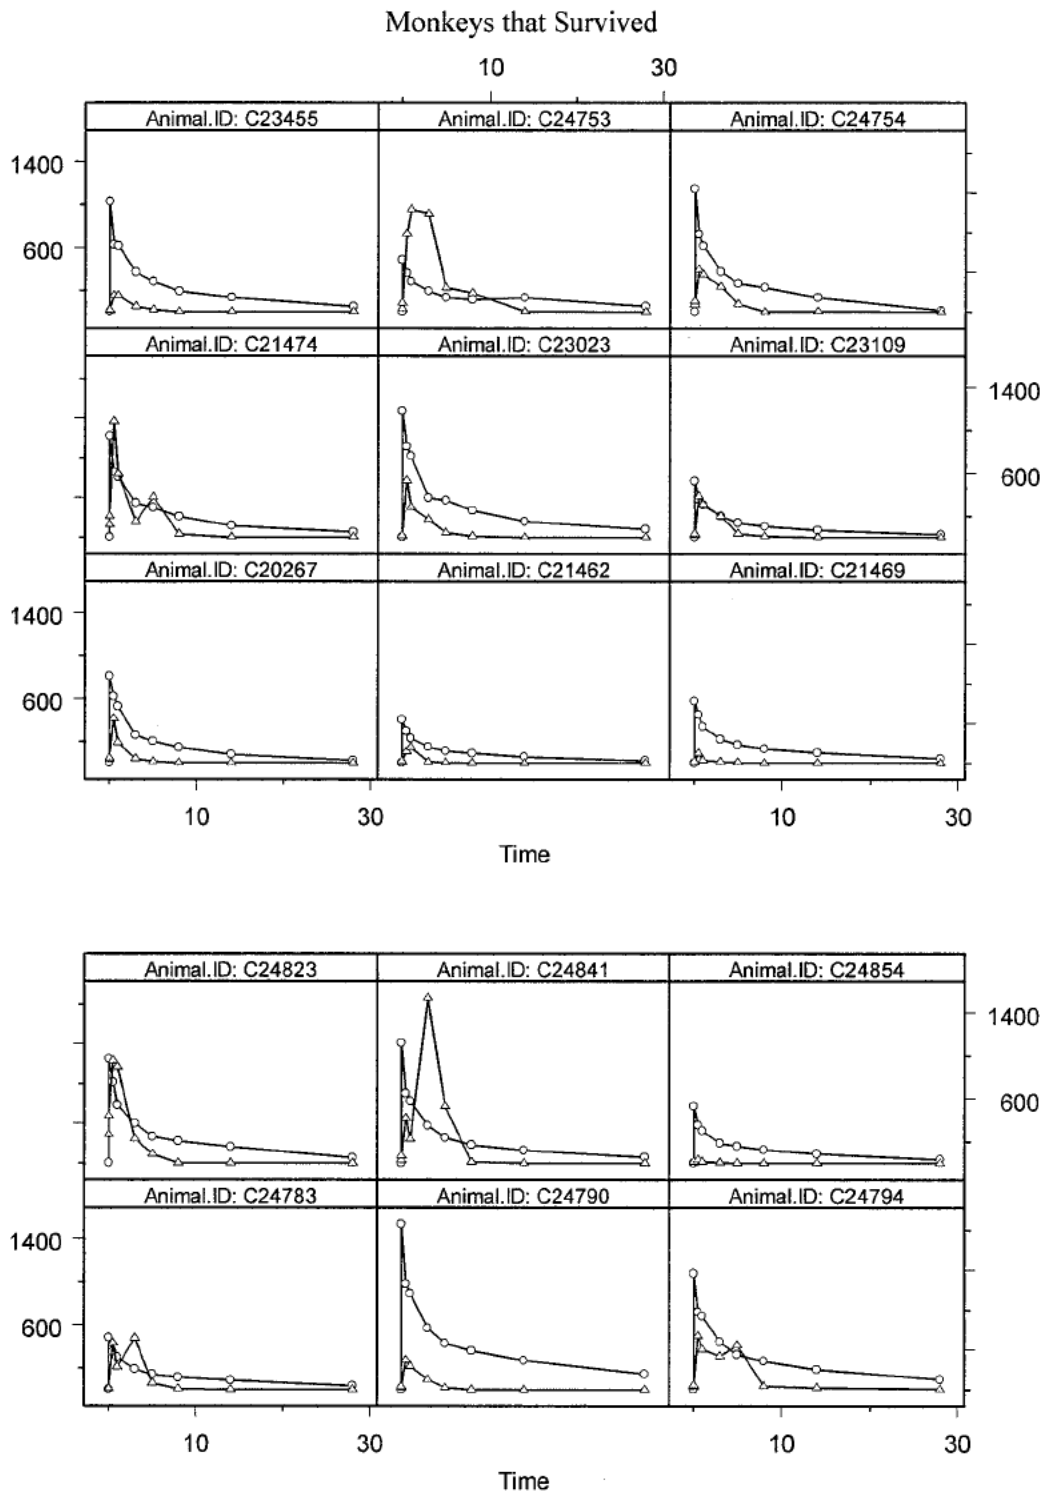 Monkeys that Survived
10 30
Animal.ID: C23455 Animal.ID: C24753 Animal.ID: C24754
1400
600
Animal.ID: C21474 Animal.ID: C23023 Animal.ID: C23109
1400
600
Animal.ID: C20267 Animal.ID: C21462 Animal.ID: C21469
1400
600
10 30 10 30
Time
Animal.ID: C24823 Animal.ID: C24841 Animal.ID: C24854
1400
600
Animal.ID: C24783 Animal.ID: C24790 Animal.ID: C24794
1400
600
10 30 10 30
Time